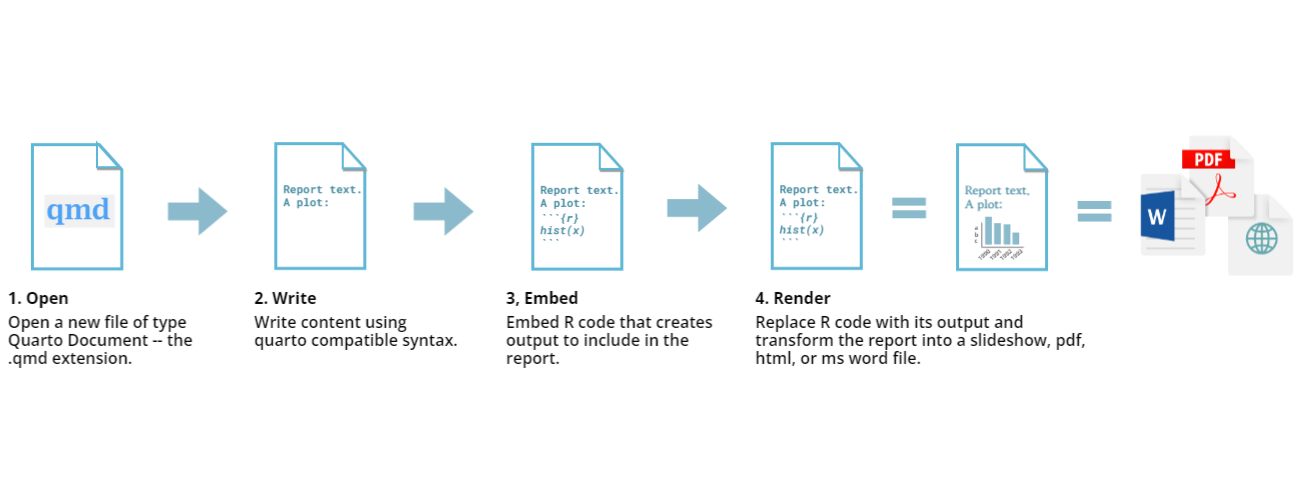 qmd
Report text.
A plot:
Report text.
A plot:
```{r}
hist(x)
```
Report text.
A plot:
```{r}
hist(x)
```
Report text.
A plot:
a
b
c
1990
1991
1992
1993
PDF
W
1. Open
Open a new file of type
Quarto Document -- the
.qmd extension.
2. Write
Write content using
quarto compatible syntax.
3, Embed
Embed R code that creates
output to include in the
report.
4. Render
Replace R code with its output and
transform the report into a slideshow, pdf,
html, or ms word file.